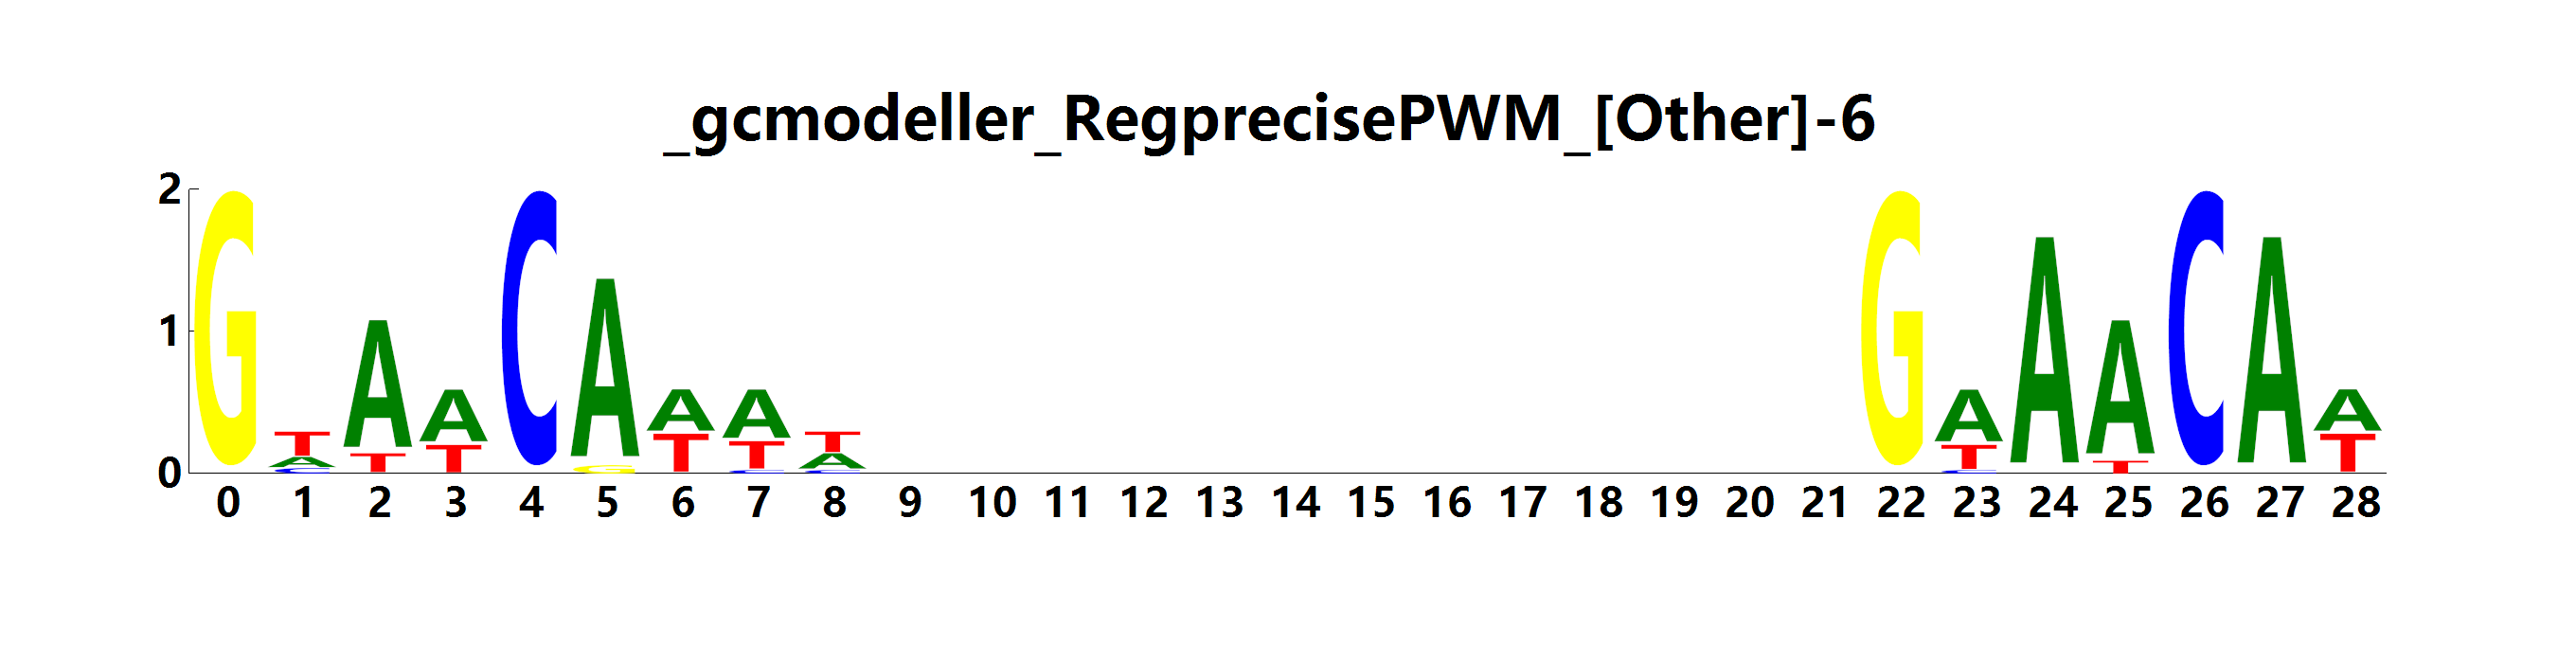 _gcmodeller_RegprecisePWM_[Other]-6
2
1
0
G T A C A T A T A T C A A G A T A T A T C T A C G A T C A A T C A A T
0 1 2 3 4 5 6 7 8 9 10 11 12 13 14 15 16 17 18 19 20 21 22 23 24 25 26 27 28